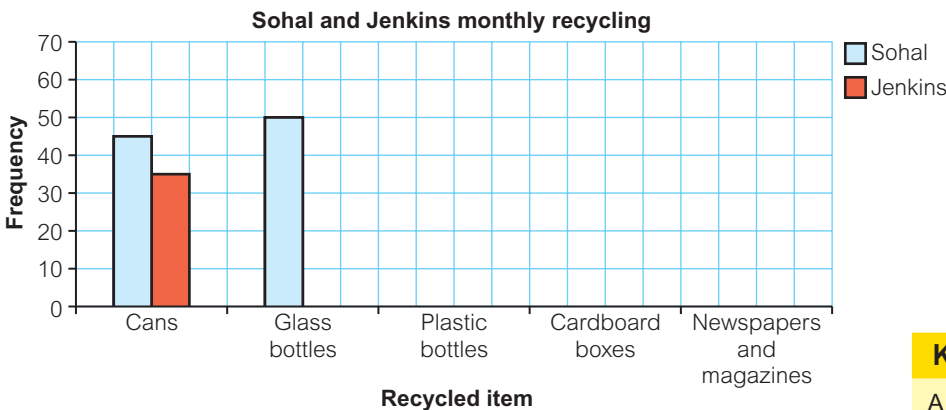 Sohal and Jenkins monthly recycling
70
60
50
40
30
20
10
0
Frequency
Sohal
Jenkins
Cans
Glass
bottles
Plastic
bottles
Cardboard
boxes
Newspapers
and
magazines
Recycled item
K
A